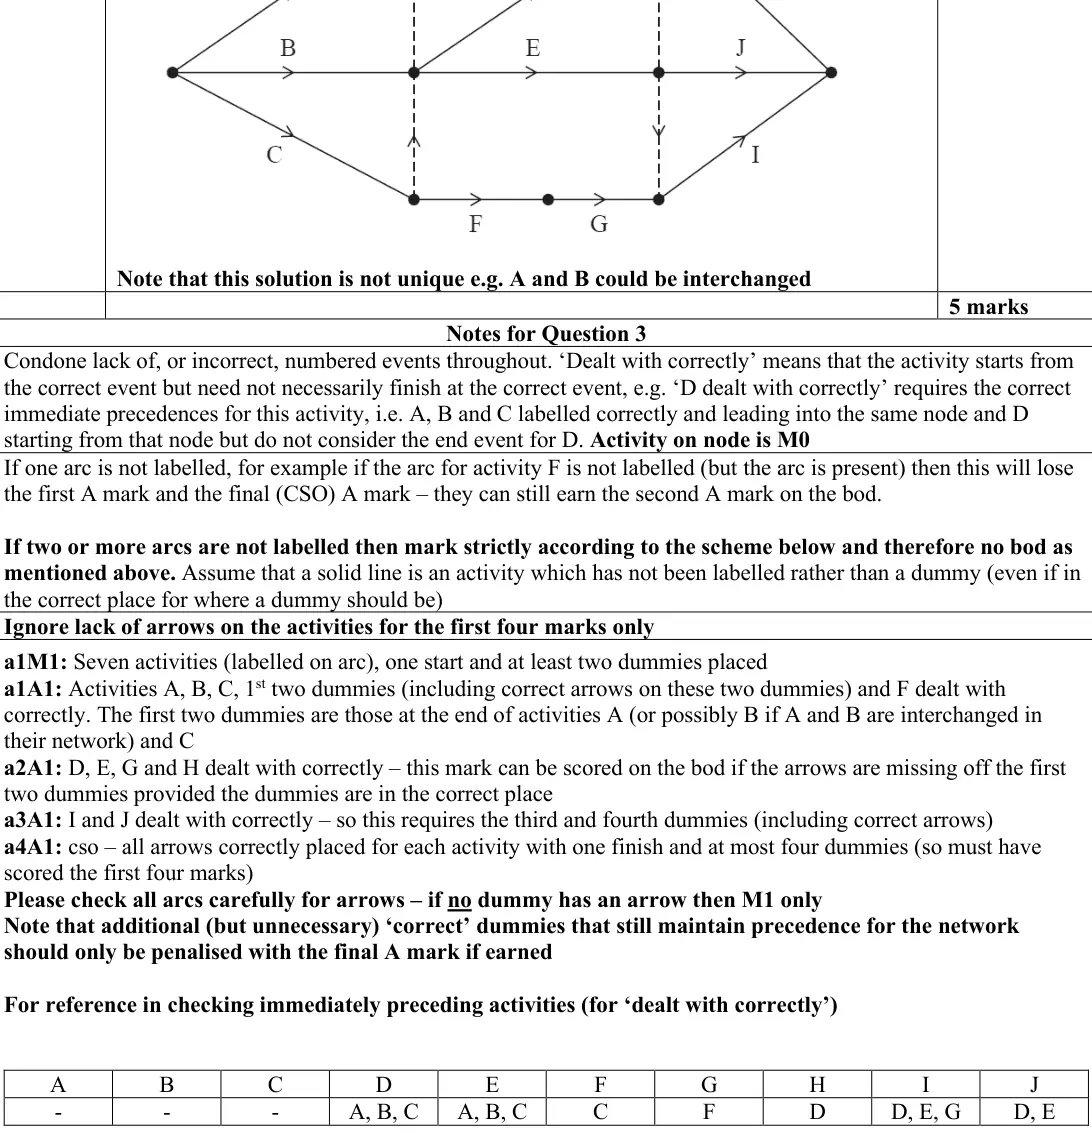 B
E
J
C
I
F
G
Note that this solution is not unique e.g. A and B could be interchanged
5 marks
Notes for Question 3
Condone lack of, or incorrect, numbered events throughout. ‘Dealt with correctly’ means that the activity starts from
the correct event but need not necessarily finish at the correct event, e.g. ‘D dealt with correctly’ requires the correct
immediate precedences for this activity, i.e. A, B and C labelled correctly and leading into the same node and D
starting from that node but do not consider the end event for D. Activity on node is M0
If one arc is not labelled, for example if the arc for activity F is not labelled (but the arc is present) then this will lose
the first A mark and the final (CSO) A mark – they can still earn the second A mark on the bod.
If two or more arcs are not labelled then mark strictly according to the scheme below and therefore no bod as
mentioned above. Assume that a solid line is an activity which has not been labelled rather than a dummy (even if in
the correct place for where a dummy should be)
Ignore lack of arrows on the activities for the first four marks only
a1M1: Seven activities (labelled on arc), one start and at least two dummies placed
a1A1: Activities A, B, C, 1st two dummies (including correct arrows on these two dummies) and F dealt with
correctly. The first two dummies are those at the end of activities A (or possibly B if A and B are interchanged in
their network) and C
a2A1: D, E, G and H dealt with correctly – this mark can be scored on the bod if the arrows are missing off the first
two dummies provided the dummies are in the correct place
a3A1: I and J dealt with correctly – so this requires the third and fourth dummies (including correct arrows)
a4A1: cso – all arrows correctly placed for each activity with one finish and at most four dummies (so must have
scored the first four marks)
Please check all arcs carefully for arrows – if no dummy has an arrow then M1 only
Note that additional (but unnecessary) ‘correct’ dummies that still maintain precedence for the network
should only be penalised with the final A mark if earned
For reference in checking immediately preceding activities (for ‘dealt with correctly’)
A B C D E F G H I J
- - - A, B, C A, B, C C F D D, E, G D, E